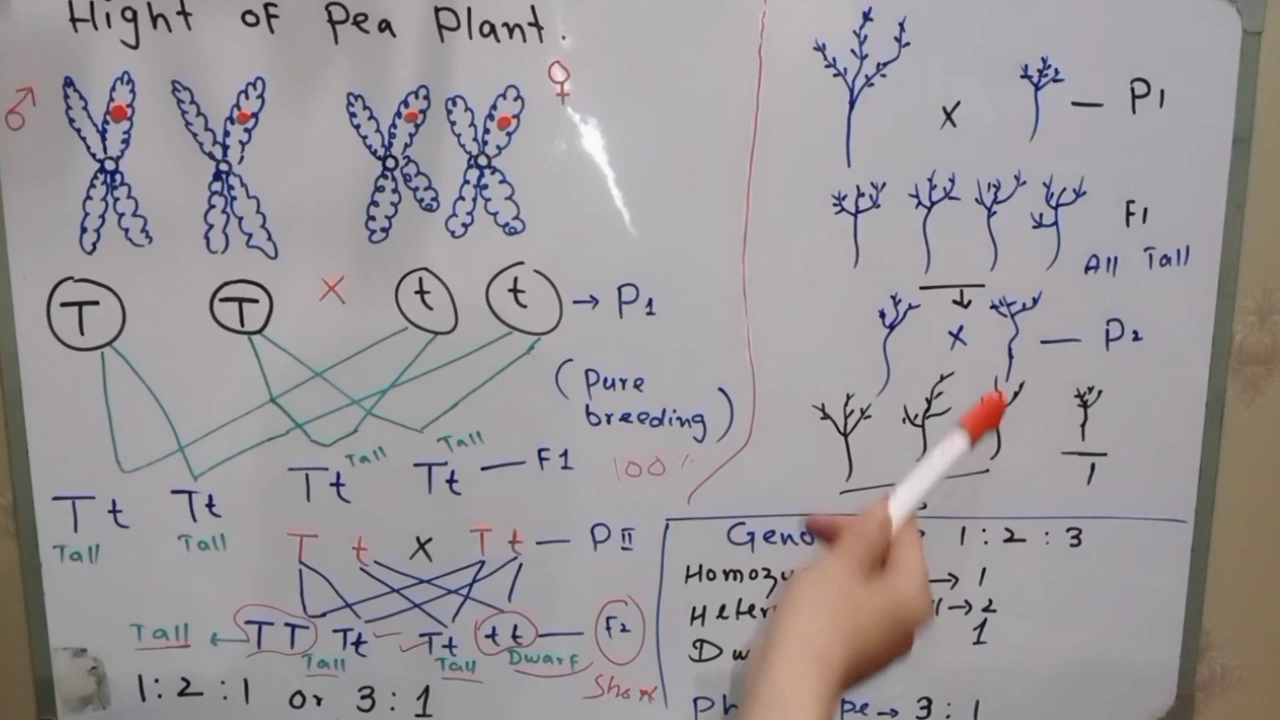 Hight of Pea Plant.
♂ ♀
T T × t t → P1
(Pure breeding)
Tall Tall
Tt Tt — F1 100%
Tt Tt
Tall Tall
T t × T t — P II
Tall ← TT Tt Tt tt — F2
Tall Tall Dwarf Short
1:2:1 or 3:1
× — P1
F1
All Tall
× — P2
1
1:2:3
→ 1
→ 2
1
→ 3:1